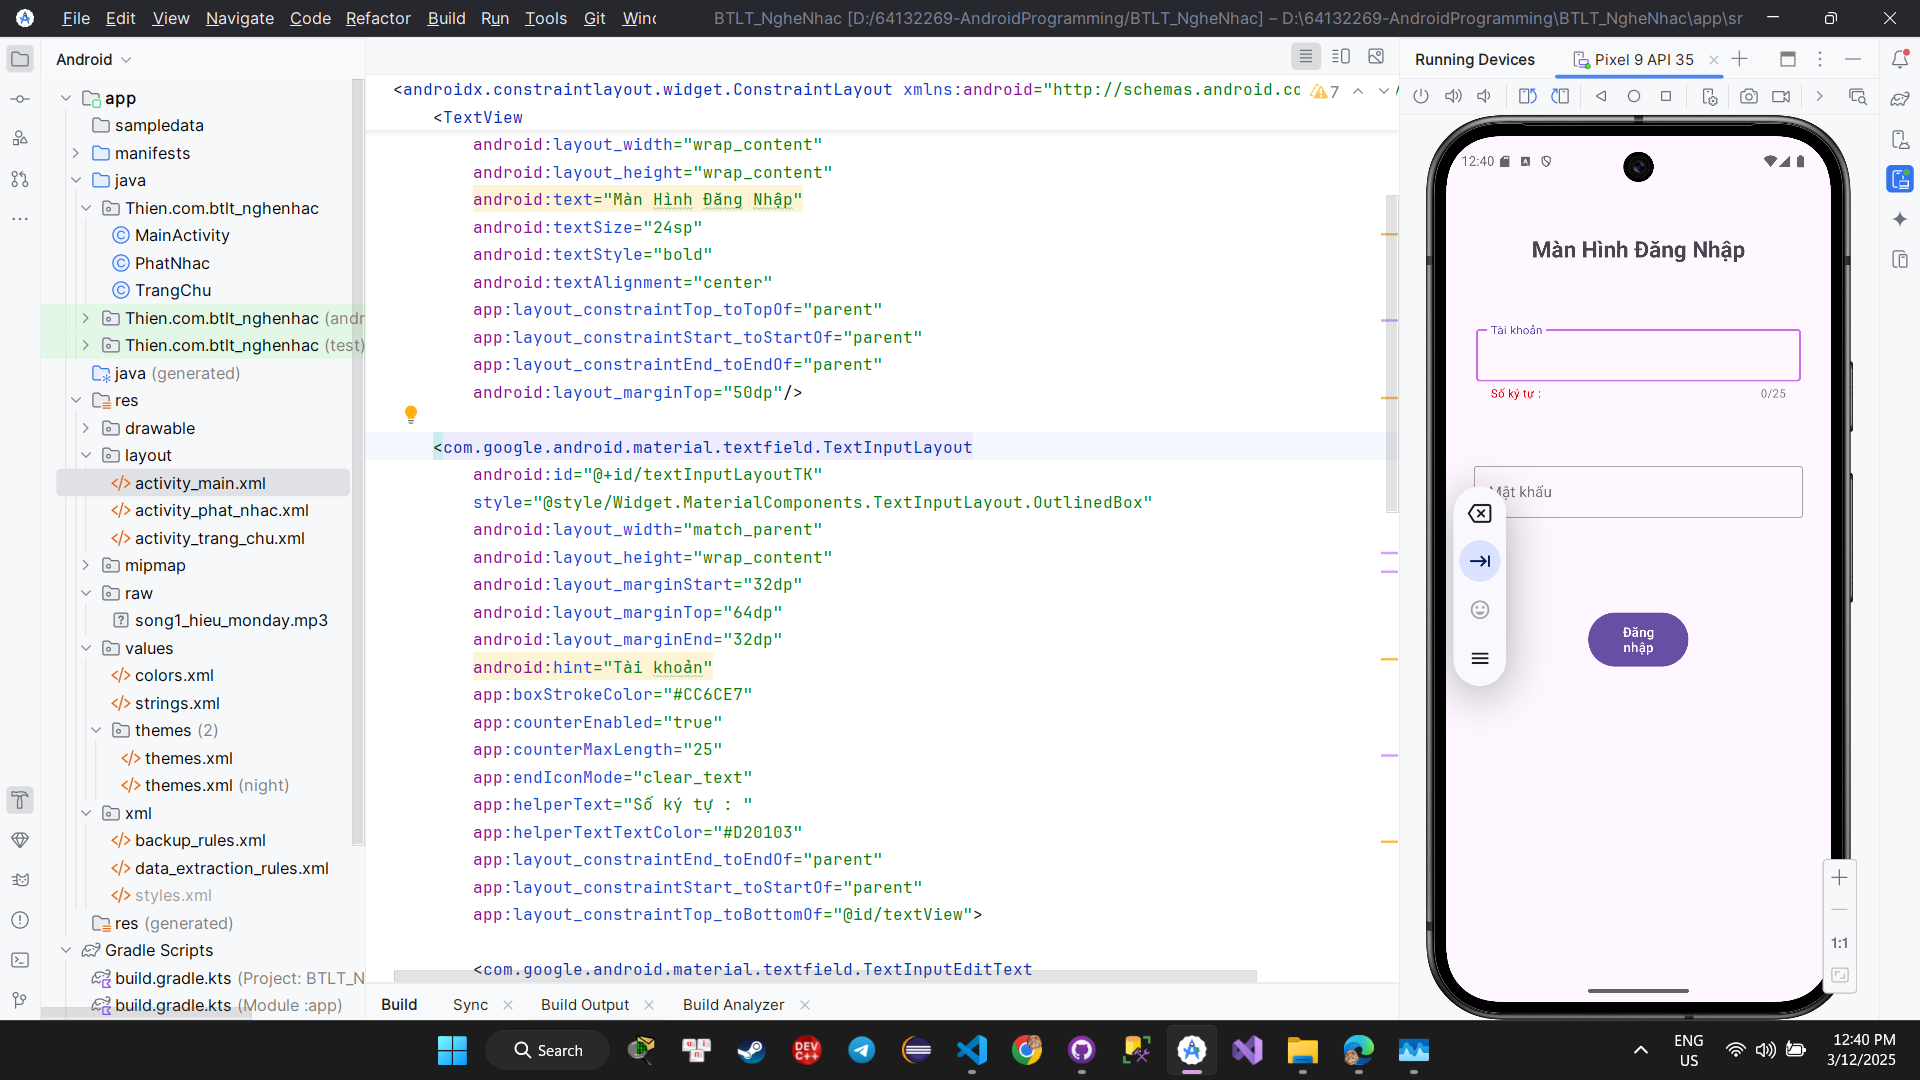 File Edit View Navigate Code Refactor Build Run Tools Git
BTLT_NgheNhac [D:/64132269-AndroidProgramming/BTLT_NgheNhac] – D:\64132269-AndroidProgramming\BTLT_NgheNhac\app\sr
Android
app
sampledata
manifests
java
Thien.com.btlt_nghenhac
MainActivity
PhatNhac
TrangChu
Thien.com.btlt_nghenhac (andr
Thien.com.btlt_nghenhac (test)
java (generated)
res
drawable
layout
activity_main.xml
activity_phat_nhac.xml
activity_trang_chu.xml
mipmap
raw
song1_hieu_monday.mp3
values
colors.xml
strings.xml
themes (2)
themes.xml
themes.xml (night)
xml
backup_rules.xml
data_extraction_rules.xml
styles.xml
res (generated)
Gradle Scripts
build.gradle.kts (Project: BTLT_N
build.gradle.kts (Module :app)
<androidx.constraintlayout.widget.ConstraintLayout xmlns:android="http://schemas.android.co
7
<TextView
android:layout_width="wrap_content"
android:layout_height="wrap_content"
android:text="Màn Hình Đăng Nhập"
android:textSize="24sp"
android:textStyle="bold"
android:textAlignment="center"
app:layout_constraintTop_toTopOf="parent"
app:layout_constraintStart_toStartOf="parent"
app:layout_constraintEnd_toEndOf="parent"
android:layout_marginTop="50dp"/>
<com.google.android.material.textfield.TextInputLayout
android:id="@+id/textInputLayoutTK"
style="@style/Widget.MaterialComponents.TextInputLayout.OutlinedBox"
android:layout_width="match_parent"
android:layout_height="wrap_content"
android:layout_marginStart="32dp"
android:layout_marginTop="64dp"
android:layout_marginEnd="32dp"
android:hint="Tài khoản"
app:boxStrokeColor="#CC6CE7"
app:counterEnabled="true"
app:counterMaxLength="25"
app:endIconMode="clear_text"
app:helperText="Số ký tự : "
app:helperTextTextColor="#D20103"
app:layout_constraintEnd_toEndOf="parent"
app:layout_constraintStart_toStartOf="parent"
app:layout_constraintTop_toBottomOf="@id/textView">
<com.google.android.material.textfield.TextInputEditText
Build Sync Build Output Build Analyzer
Running Devices Pixel 9 API 35
12:40
Màn Hình Đăng Nhập
Tài khoản
Số ký tự : 0/25
Mật khẩu
Đăng
nhập
1:1
Search
DEV
C++
ENG
US
12:40 PM
3/12/2025